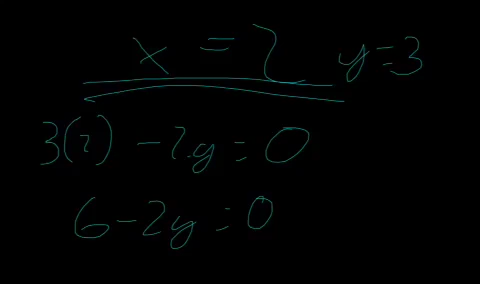 x = 2 y = 3
3(2) - 2y = 0
6 - 2y = 0